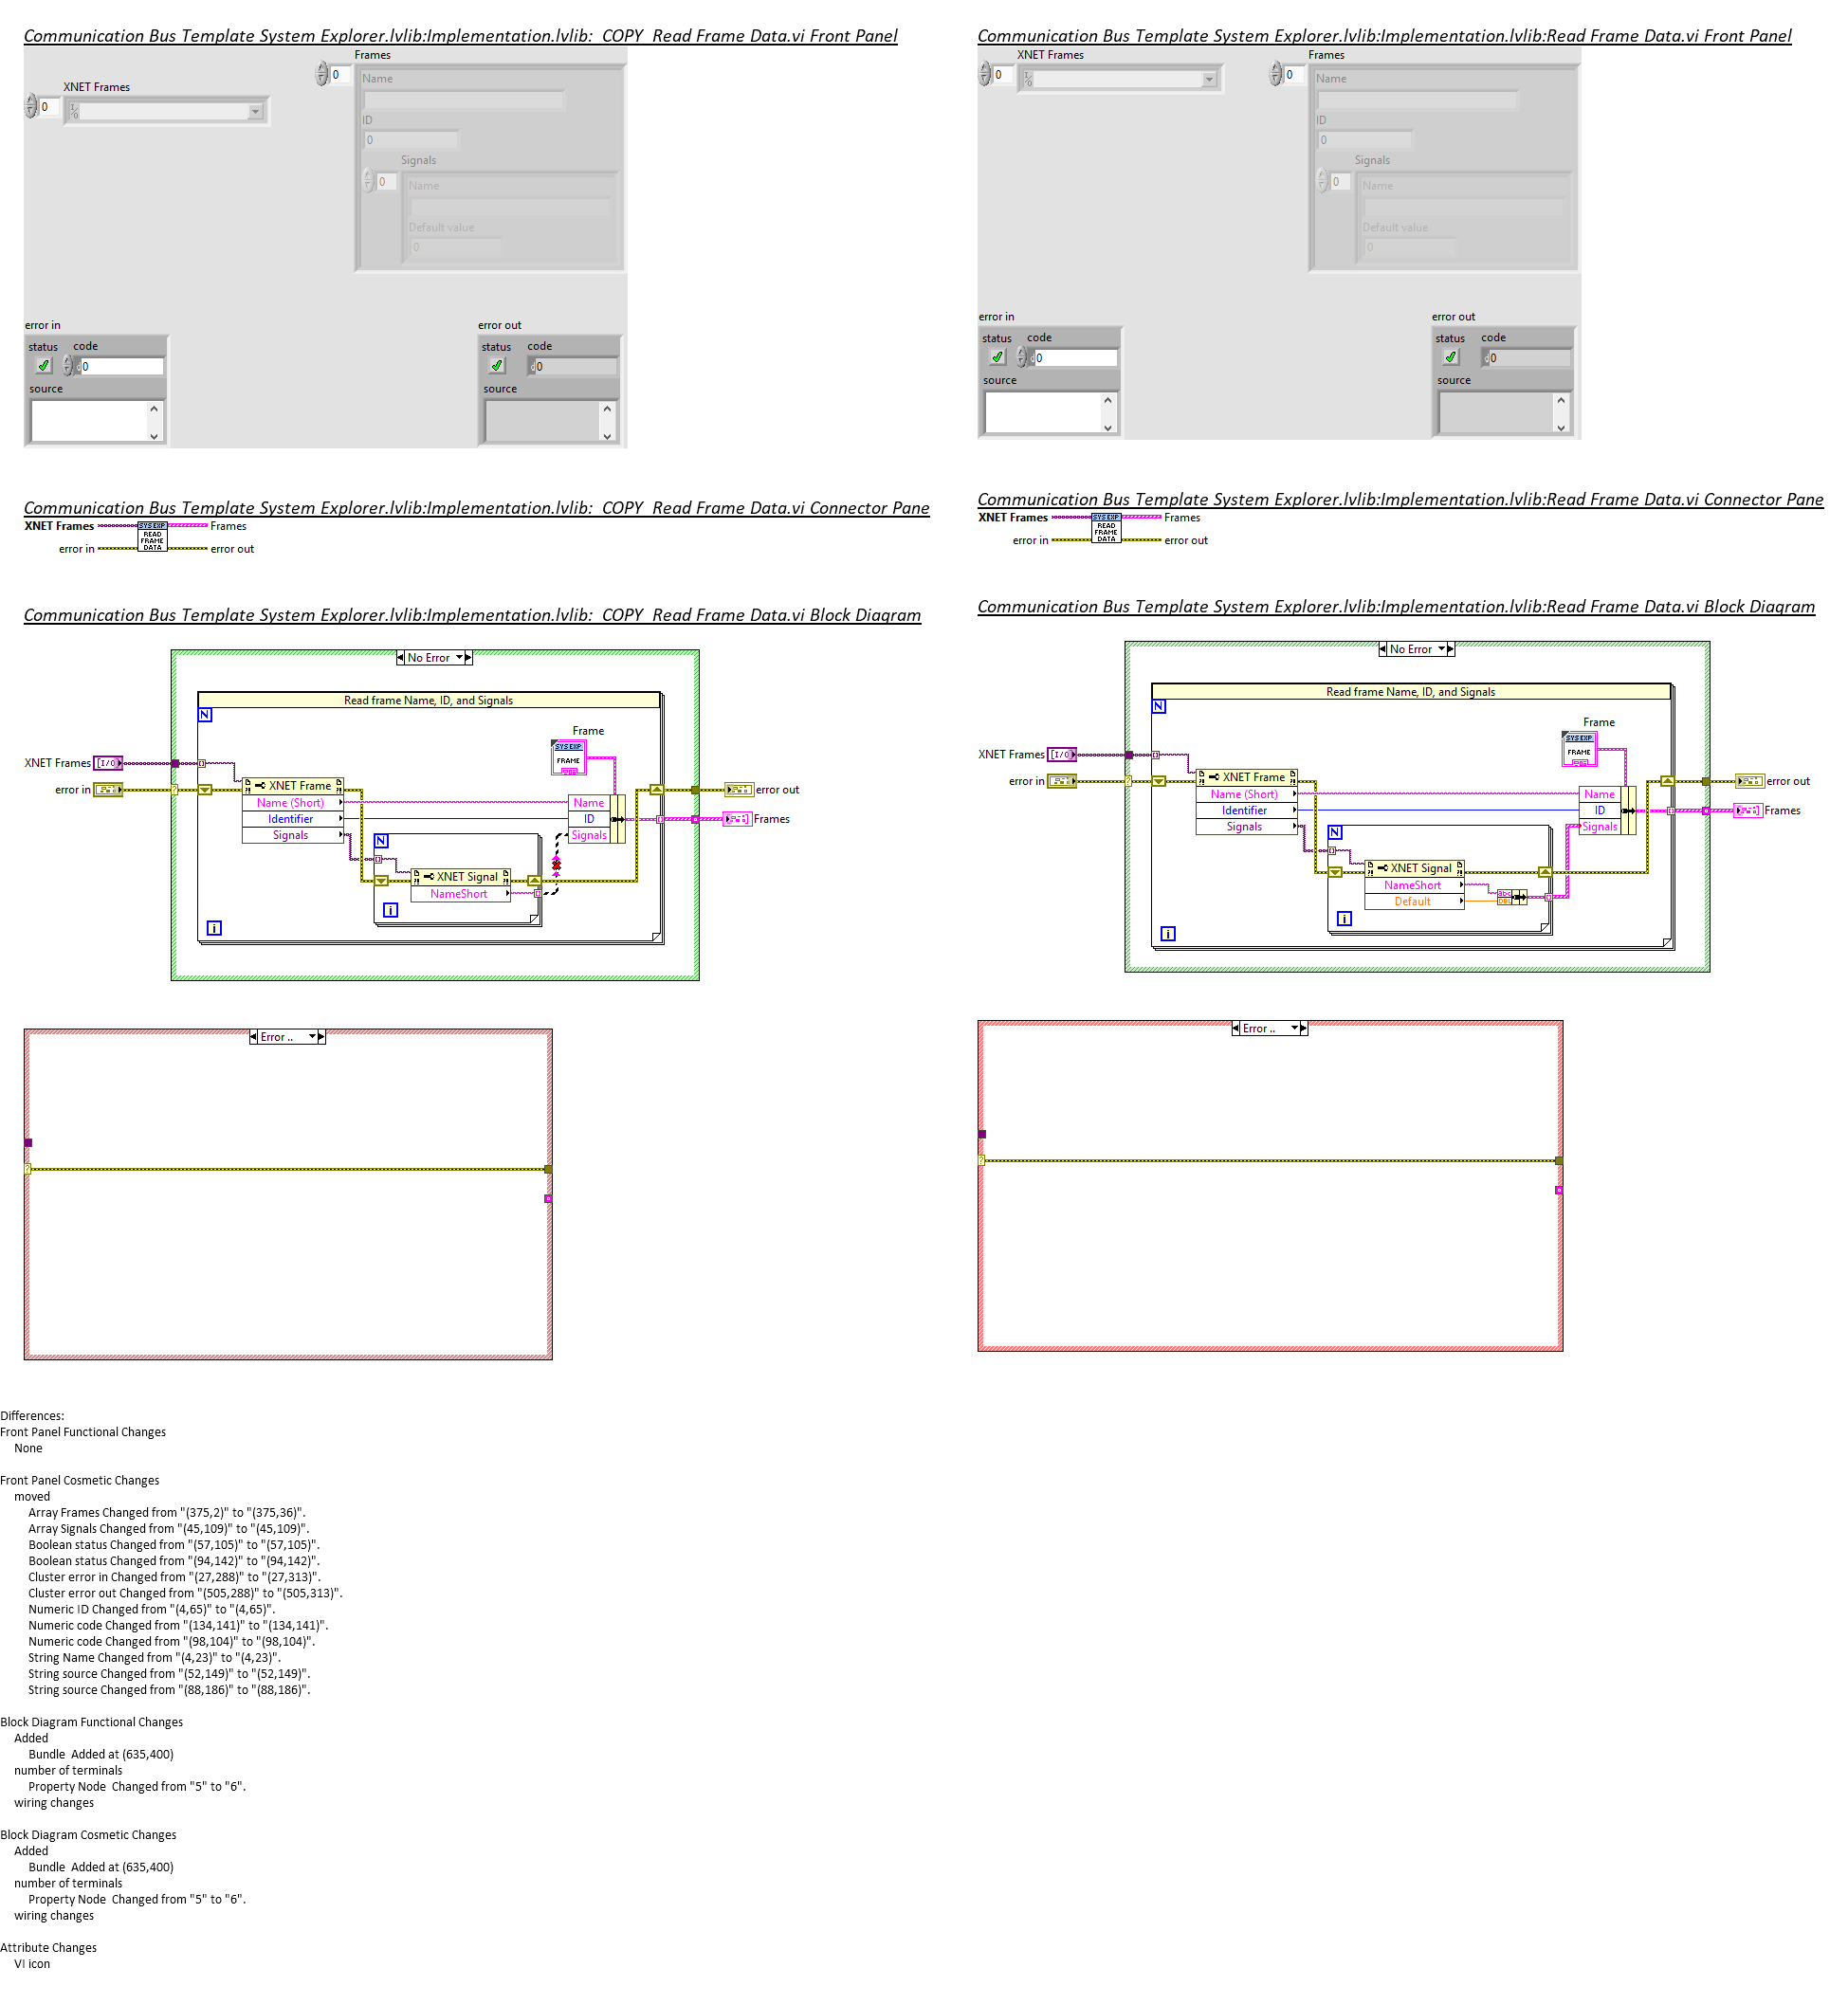 Communication Bus Template System Explorer.lvlib:Implementation.lvlib:  COPY  Read Frame Data.vi Front Panel
XNET Frames
0
Frames
0
Name
ID
0
Signals
0
Name
Default value
0
error in
status code
0
source
error out
status code
0
source
Communication Bus Template System Explorer.lvlib:Implementation.lvlib:  COPY  Read Frame Data.vi Connector Pane
XNET Frames
SYS EXP
READ
FRAME
DATA
Frames
error in
error out
Communication Bus Template System Explorer.lvlib:Implementation.lvlib:  COPY  Read Frame Data.vi Block Diagram
No Error
Read frame Name, ID, and Signals
N
Frame
SYS EXP
FRAME
XNET Frames
error in
XNET Frame
Name (Short)
Identifier
Signals
Name
ID
Signals
error out
Frames
N
XNET Signal
NameShort
i
i
Error ..
Communication Bus Template System Explorer.lvlib:Implementation.lvlib:Read Frame Data.vi Front Panel
XNET Frames
0
Frames
0
Name
ID
0
Signals
0
Name
Default value
0
error in
status code
0
source
error out
status code
0
source
Communication Bus Template System Explorer.lvlib:Implementation.lvlib:Read Frame Data.vi Connector Pane
XNET Frames
SYS EXP
READ
FRAME
DATA
Frames
error in
error out
Communication Bus Template System Explorer.lvlib:Implementation.lvlib:Read Frame Data.vi Block Diagram
No Error
Read frame Name, ID, and Signals
N
Frame
SYS EXP
FRAME
XNET Frames
error in
XNET Frame
Name (Short)
Identifier
Signals
Name
ID
Signals
error out
Frames
N
XNET Signal
NameShort
Default
abc
DBL
i
i
Error ..
Differences:
Front Panel Functional Changes
None
Front Panel Cosmetic Changes
moved
Array Frames Changed from "(375,2)" to "(375,36)".
Array Signals Changed from "(45,109)" to "(45,109)".
Boolean status Changed from "(57,105)" to "(57,105)".
Boolean status Changed from "(94,142)" to "(94,142)".
Cluster error in Changed from "(27,288)" to "(27,313)".
Cluster error out Changed from "(505,288)" to "(505,313)".
Numeric ID Changed from "(4,65)" to "(4,65)".
Numeric code Changed from "(134,141)" to "(134,141)".
Numeric code Changed from "(98,104)" to "(98,104)".
String Name Changed from "(4,23)" to "(4,23)".
String source Changed from "(52,149)" to "(52,149)".
String source Changed from "(88,186)" to "(88,186)".
Block Diagram Functional Changes
Added
Bundle  Added at (635,400)
number of terminals
Property Node  Changed from "5" to "6".
wiring changes
Block Diagram Cosmetic Changes
Added
Bundle  Added at (635,400)
number of terminals
Property Node  Changed from "5" to "6".
wiring changes
Attribute Changes
VI icon